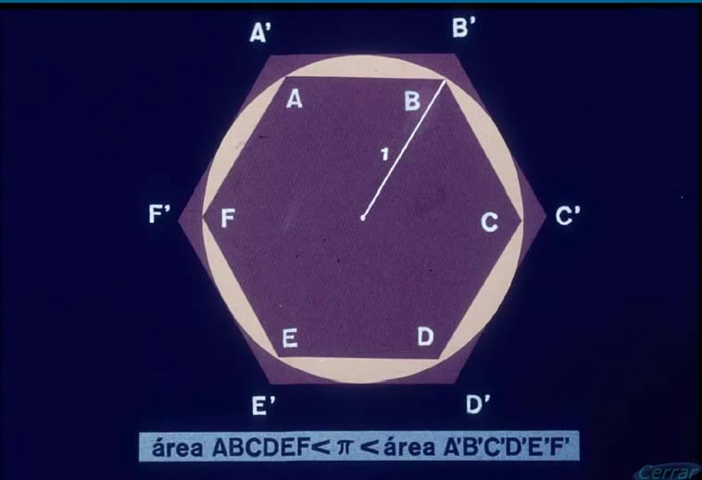 A' B'
A B
1
F' F C C'
E D
E' D'
área ABCDEF < π < área A'B'C'D'E'F'
Cerrar